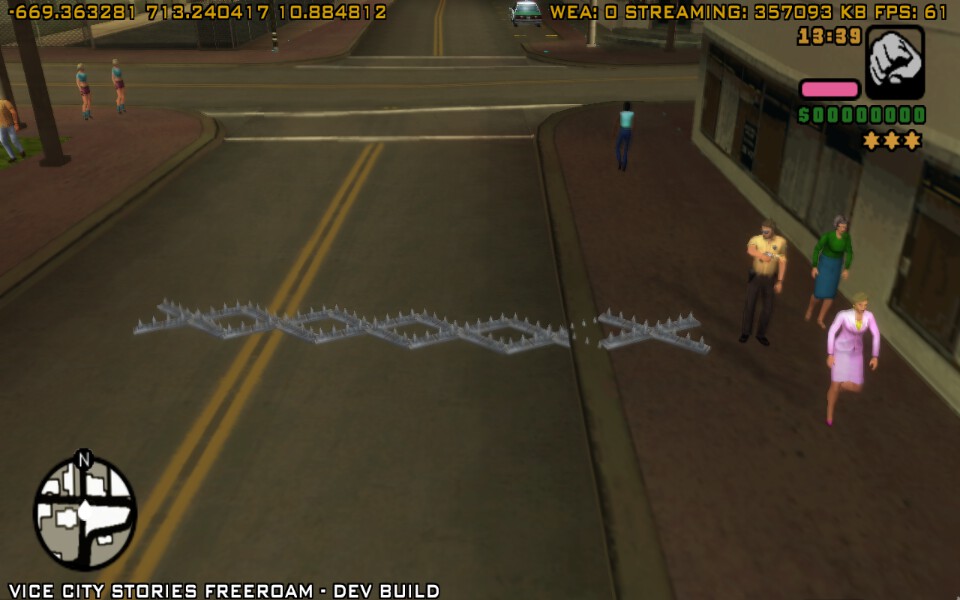 -669.363281 713.240417 10.884812
WEA: 0 STREAMING: 357093 KB FPS: 61
13:39
$00000000
N
VICE CITY STORIES FREEROAM - DEV BUILD